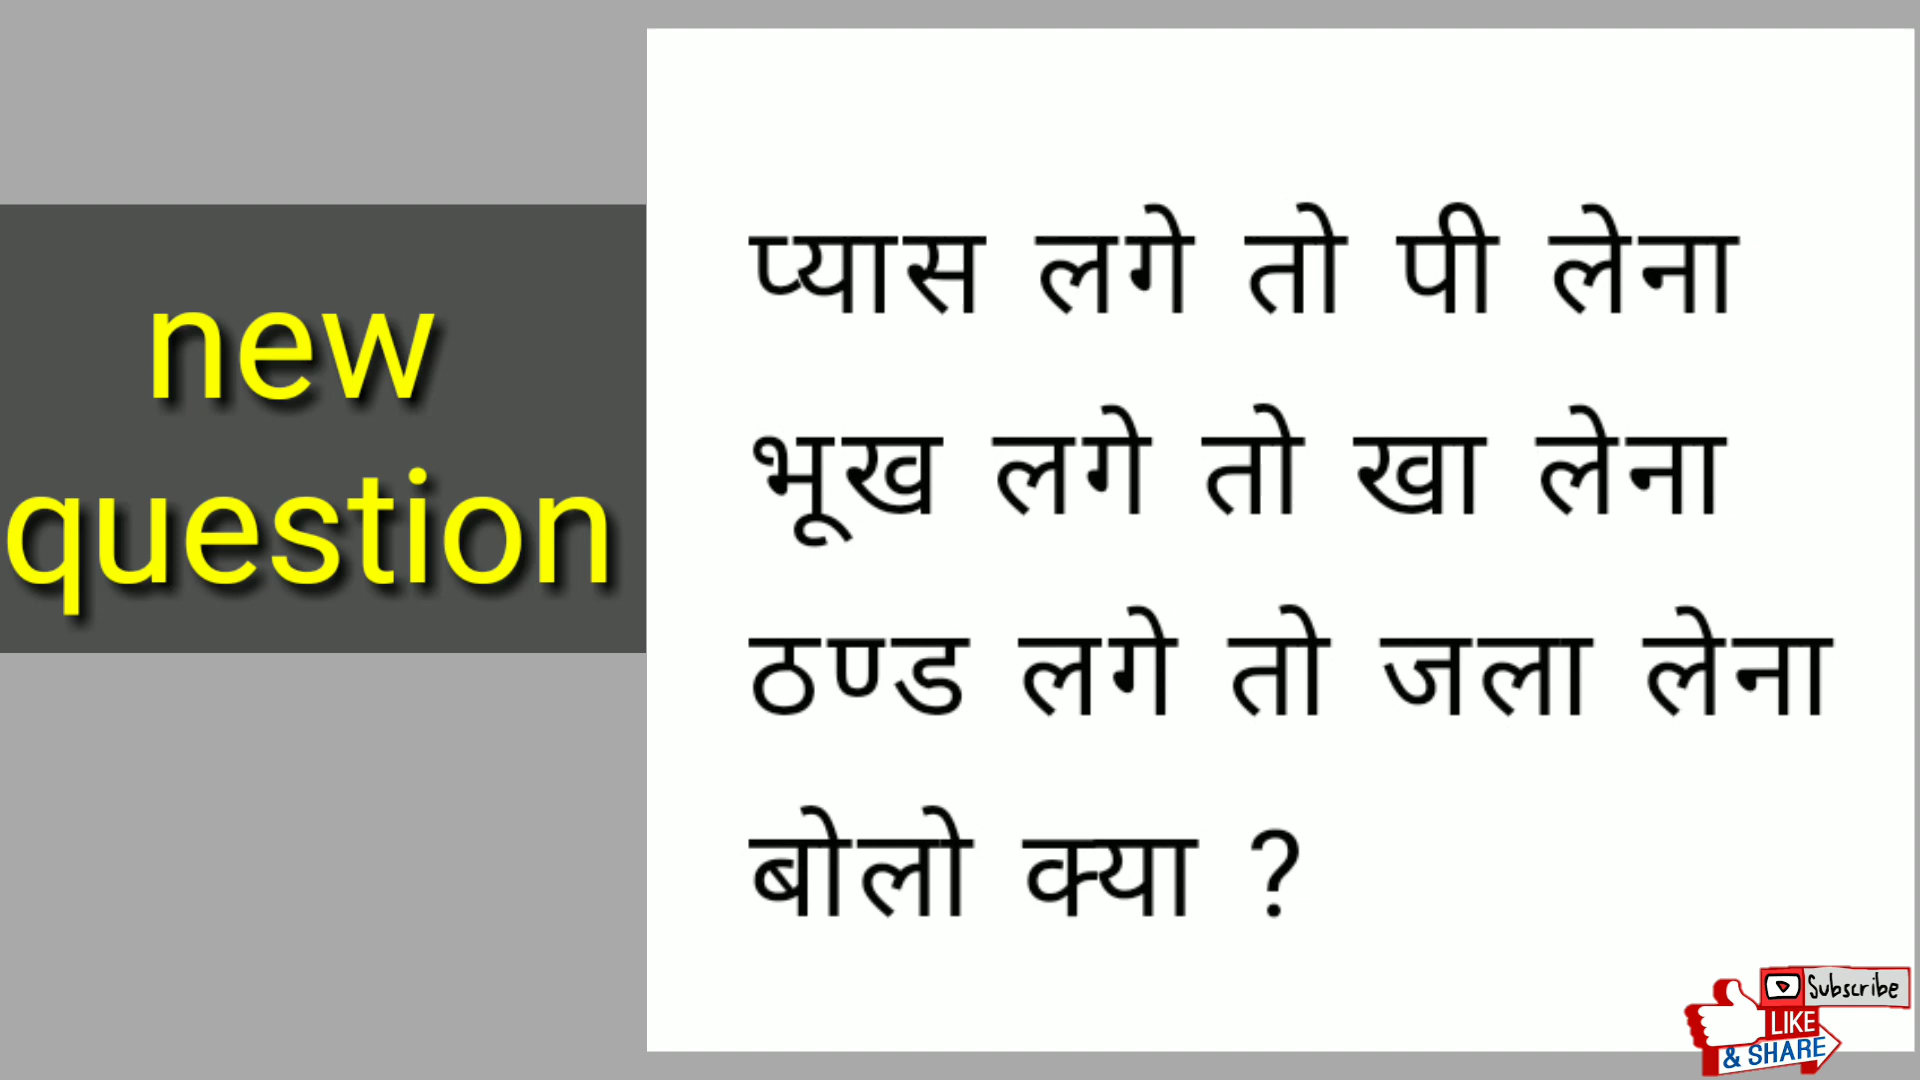 new
question
प्यास लगे तो पी लेना
भूख लगे तो खा लेना
ठण्ड लगे तो जला लेना
बोलो क्या ?
Subscribe
LIKE
& SHARE